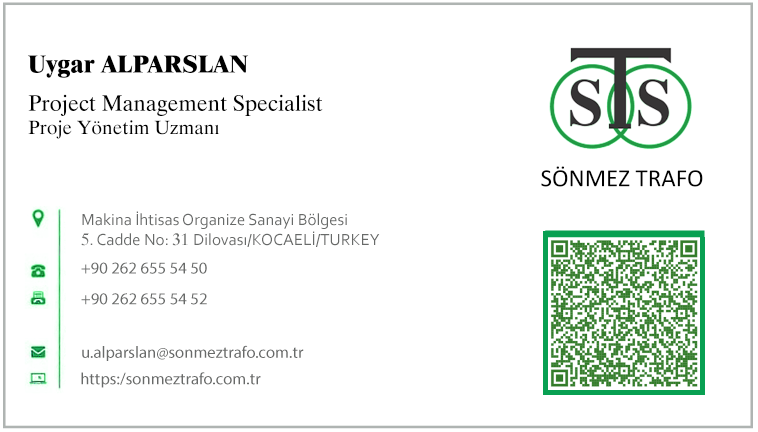 Uygar ALPARSLAN
Project Management Specialist
Proje Yönetim Uzmanı
STS
SÖNMEZ TRAFO
Makina İhtisas Organize Sanayi Bölgesi
5. Cadde No: 31 Dilovası/KOCAELİ/TURKEY
+90 262 655 54 50
+90 262 655 54 52
u.alparslan@sonmeztrafo.com.tr
https:/sonmeztrafo.com.tr